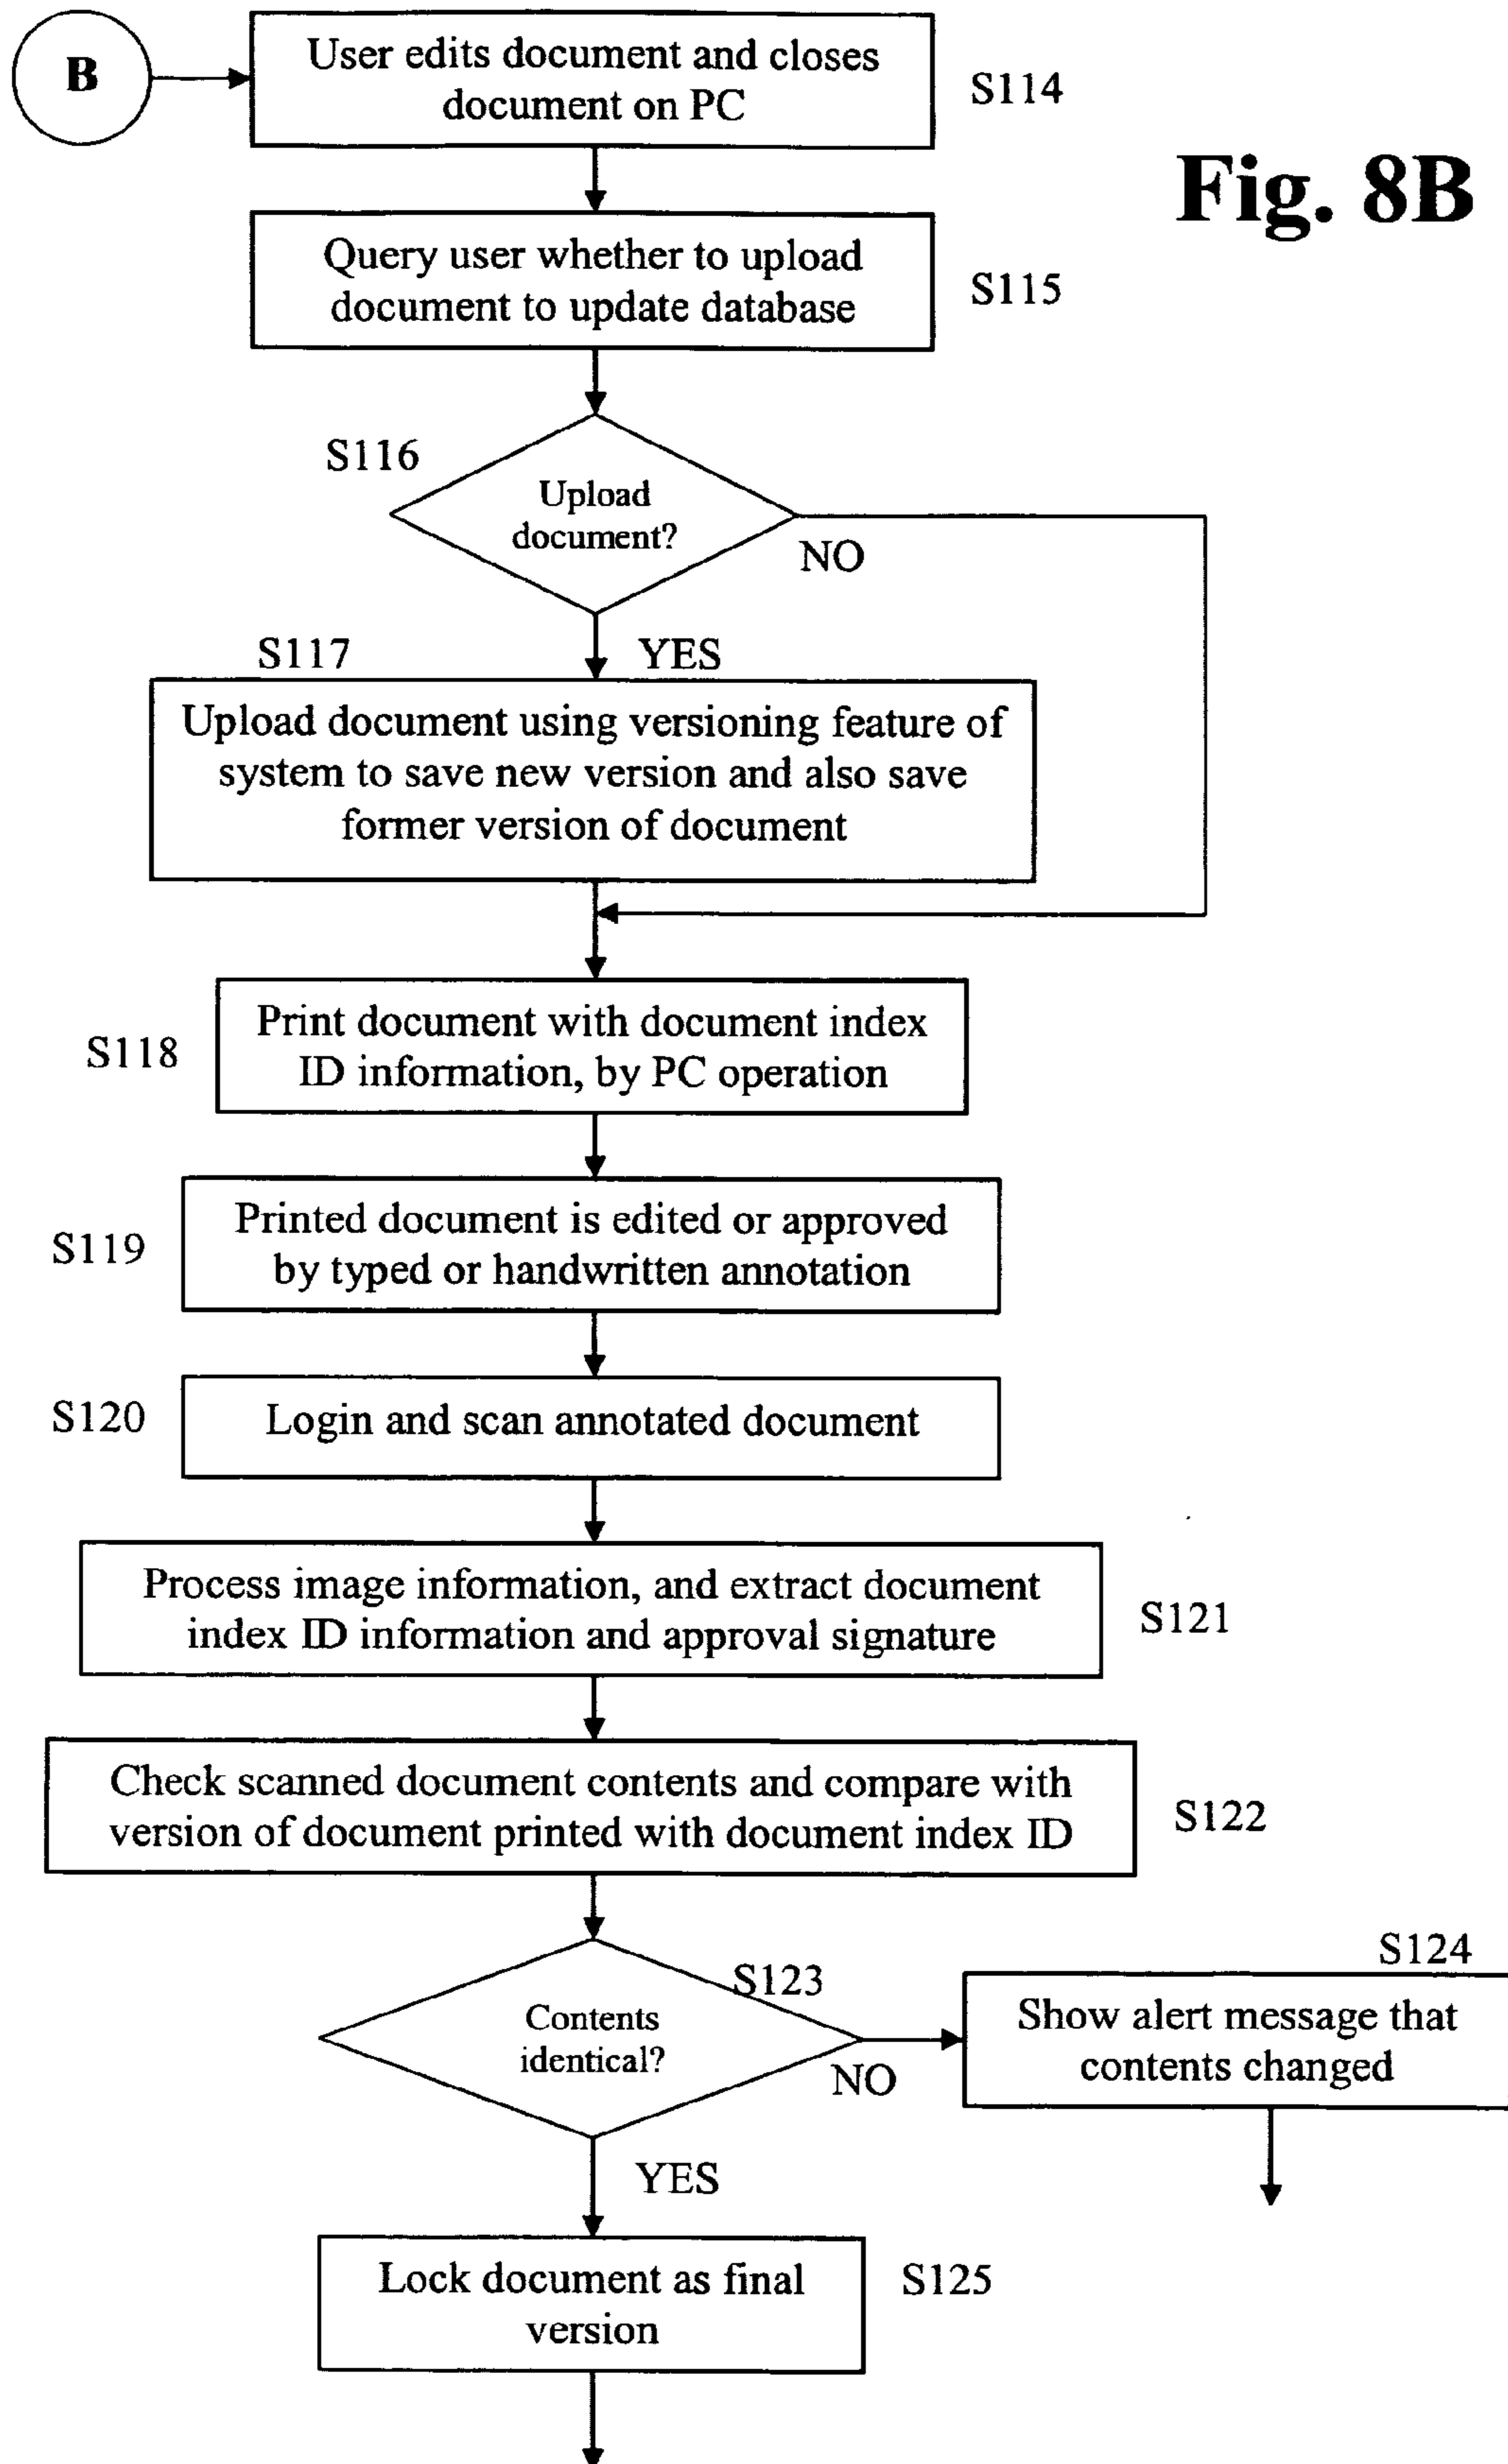 B
User edits document and closes
document on PC
S114
Fig. 8B
Query user whether to upload
document to update database
S115
S116
Upload
document?
NO
S117
YES
Upload document using versioning feature of
system to save new version and also save
former version of document
S118
Print document with document index
ID information, by PC operation
S119
Printed document is edited or approved
by typed or handwritten annotation
S120
Login and scan annotated document
Process image information, and extract document
index ID information and approval signature
S121
Check scanned document contents and compare with
version of document printed with document index ID
S122
S123
Contents
identical?
NO
S124
Show alert message that
contents changed
YES
Lock document as final
version
S125